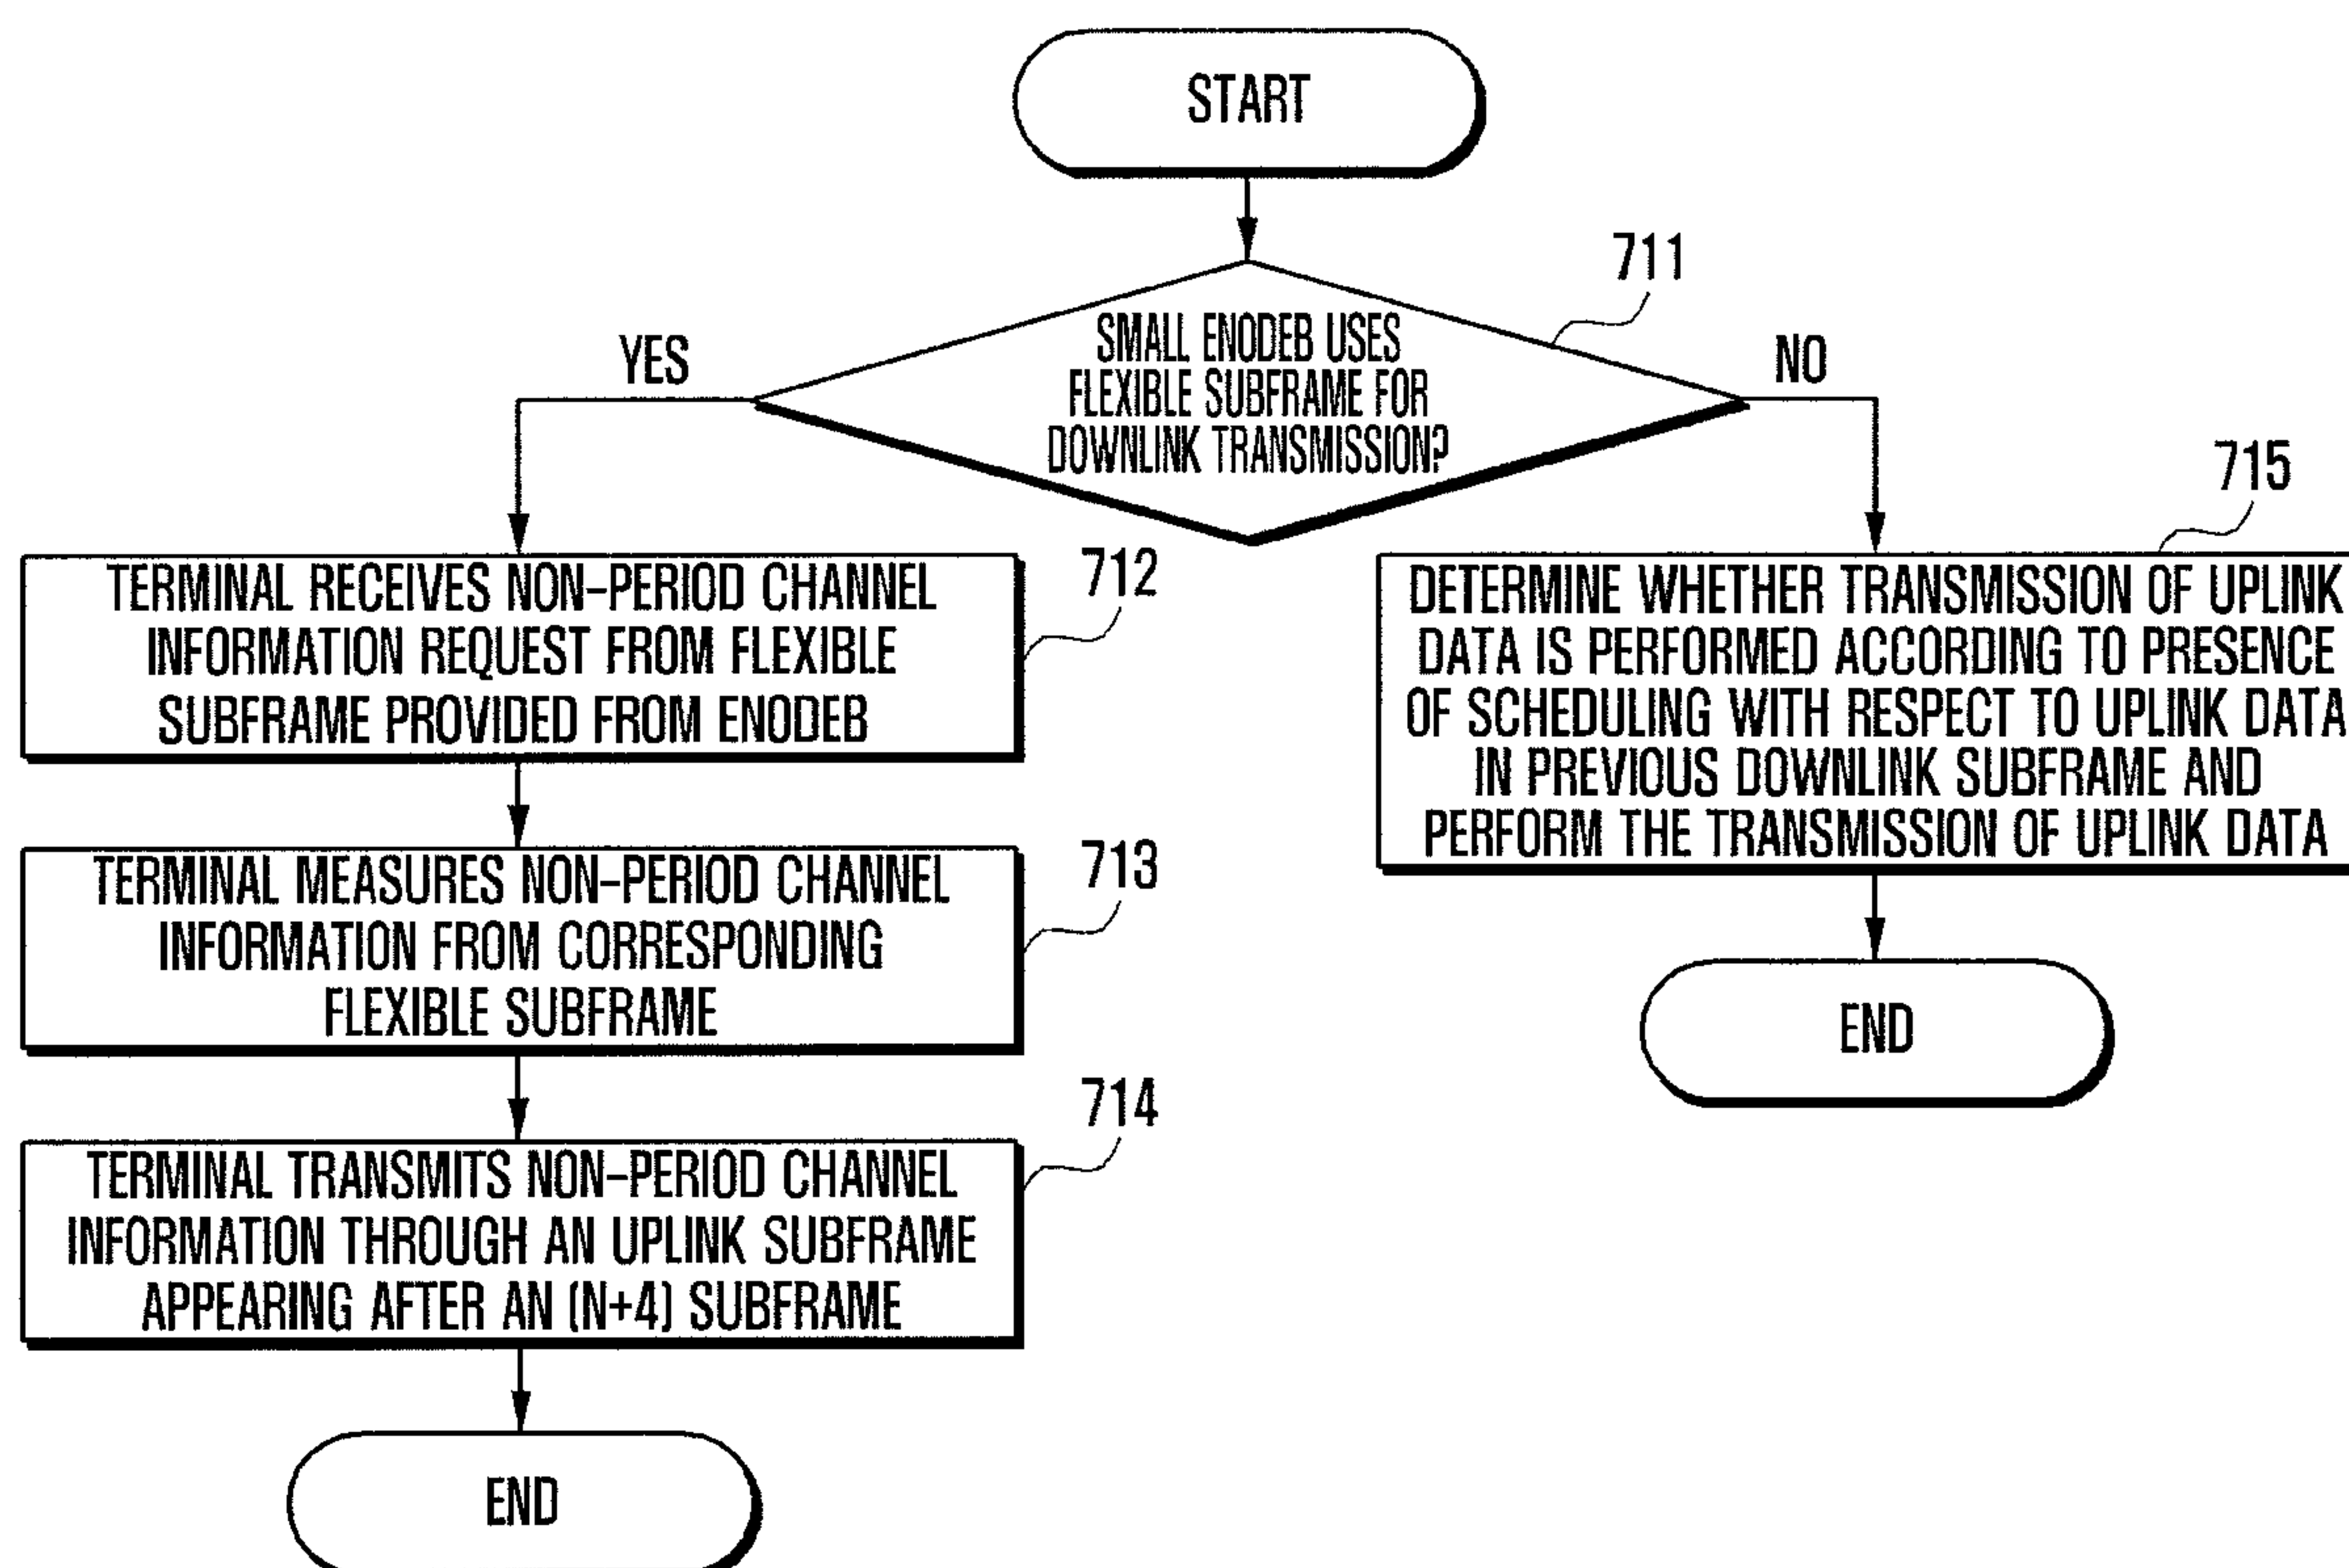 START
711
SMALL ENODEB USES
FLEXIBLE SUBFRAME FOR
DOWNLINK TRANSMISSION?
YES
NO
712
TERMINAL RECEIVES NON-PERIOD CHANNEL
INFORMATION REQUEST FROM FLEXIBLE
SUBFRAME PROVIDED FROM ENODEB
713
TERMINAL MEASURES NON-PERIOD CHANNEL
INFORMATION FROM CORRESPONDING
FLEXIBLE SUBFRAME
714
TERMINAL TRANSMITS NON-PERIOD CHANNEL
INFORMATION THROUGH AN UPLINK SUBFRAME
APPEARING AFTER AN (N+4) SUBFRAME
END
715
DETERMINE WHETHER TRANSMISSION OF UPLINK
DATA IS PERFORMED ACCORDING TO PRESENCE
OF SCHEDULING WITH RESPECT TO UPLINK DATA
IN PREVIOUS DOWNLINK SUBFRAME AND
PERFORM THE TRANSMISSION OF UPLINK DATA
END